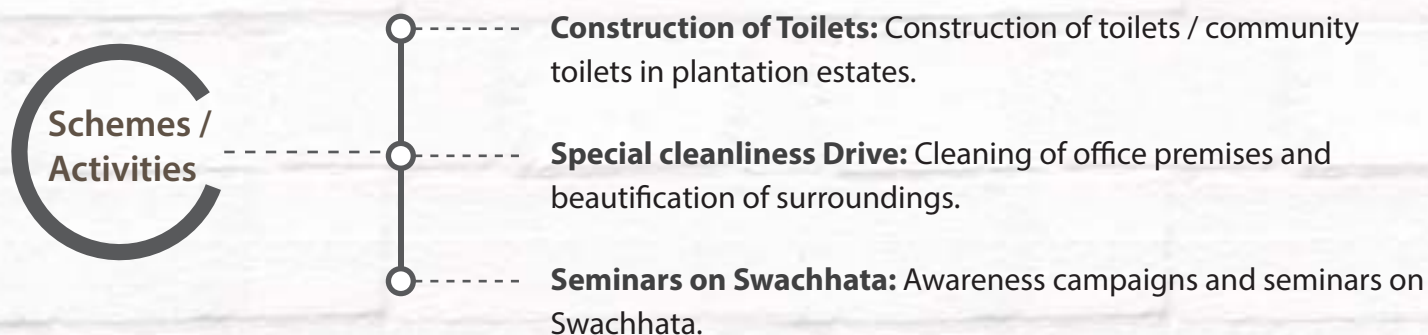 Schemes /
Activities
Construction of Toilets: Construction of toilets / community
toilets in plantation estates.
Special cleanliness Drive: Cleaning of office premises and
beautification of surroundings.
Seminars on Swachhata: Awareness campaigns and seminars on
Swachhata.